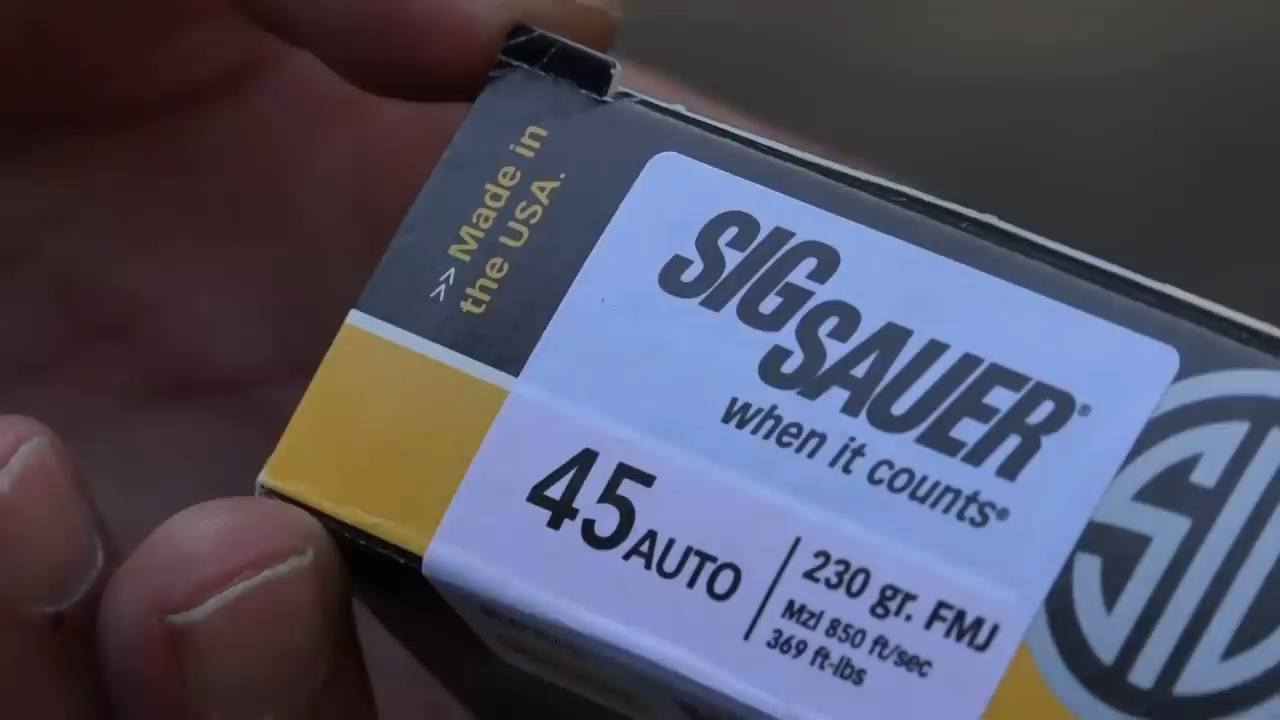 >> Made in
the USA.
SIG
SAUER®
when it counts®
45 AUTO
230 gr. FMJ
Mzl 850 ft/sec
369 ft-lbs